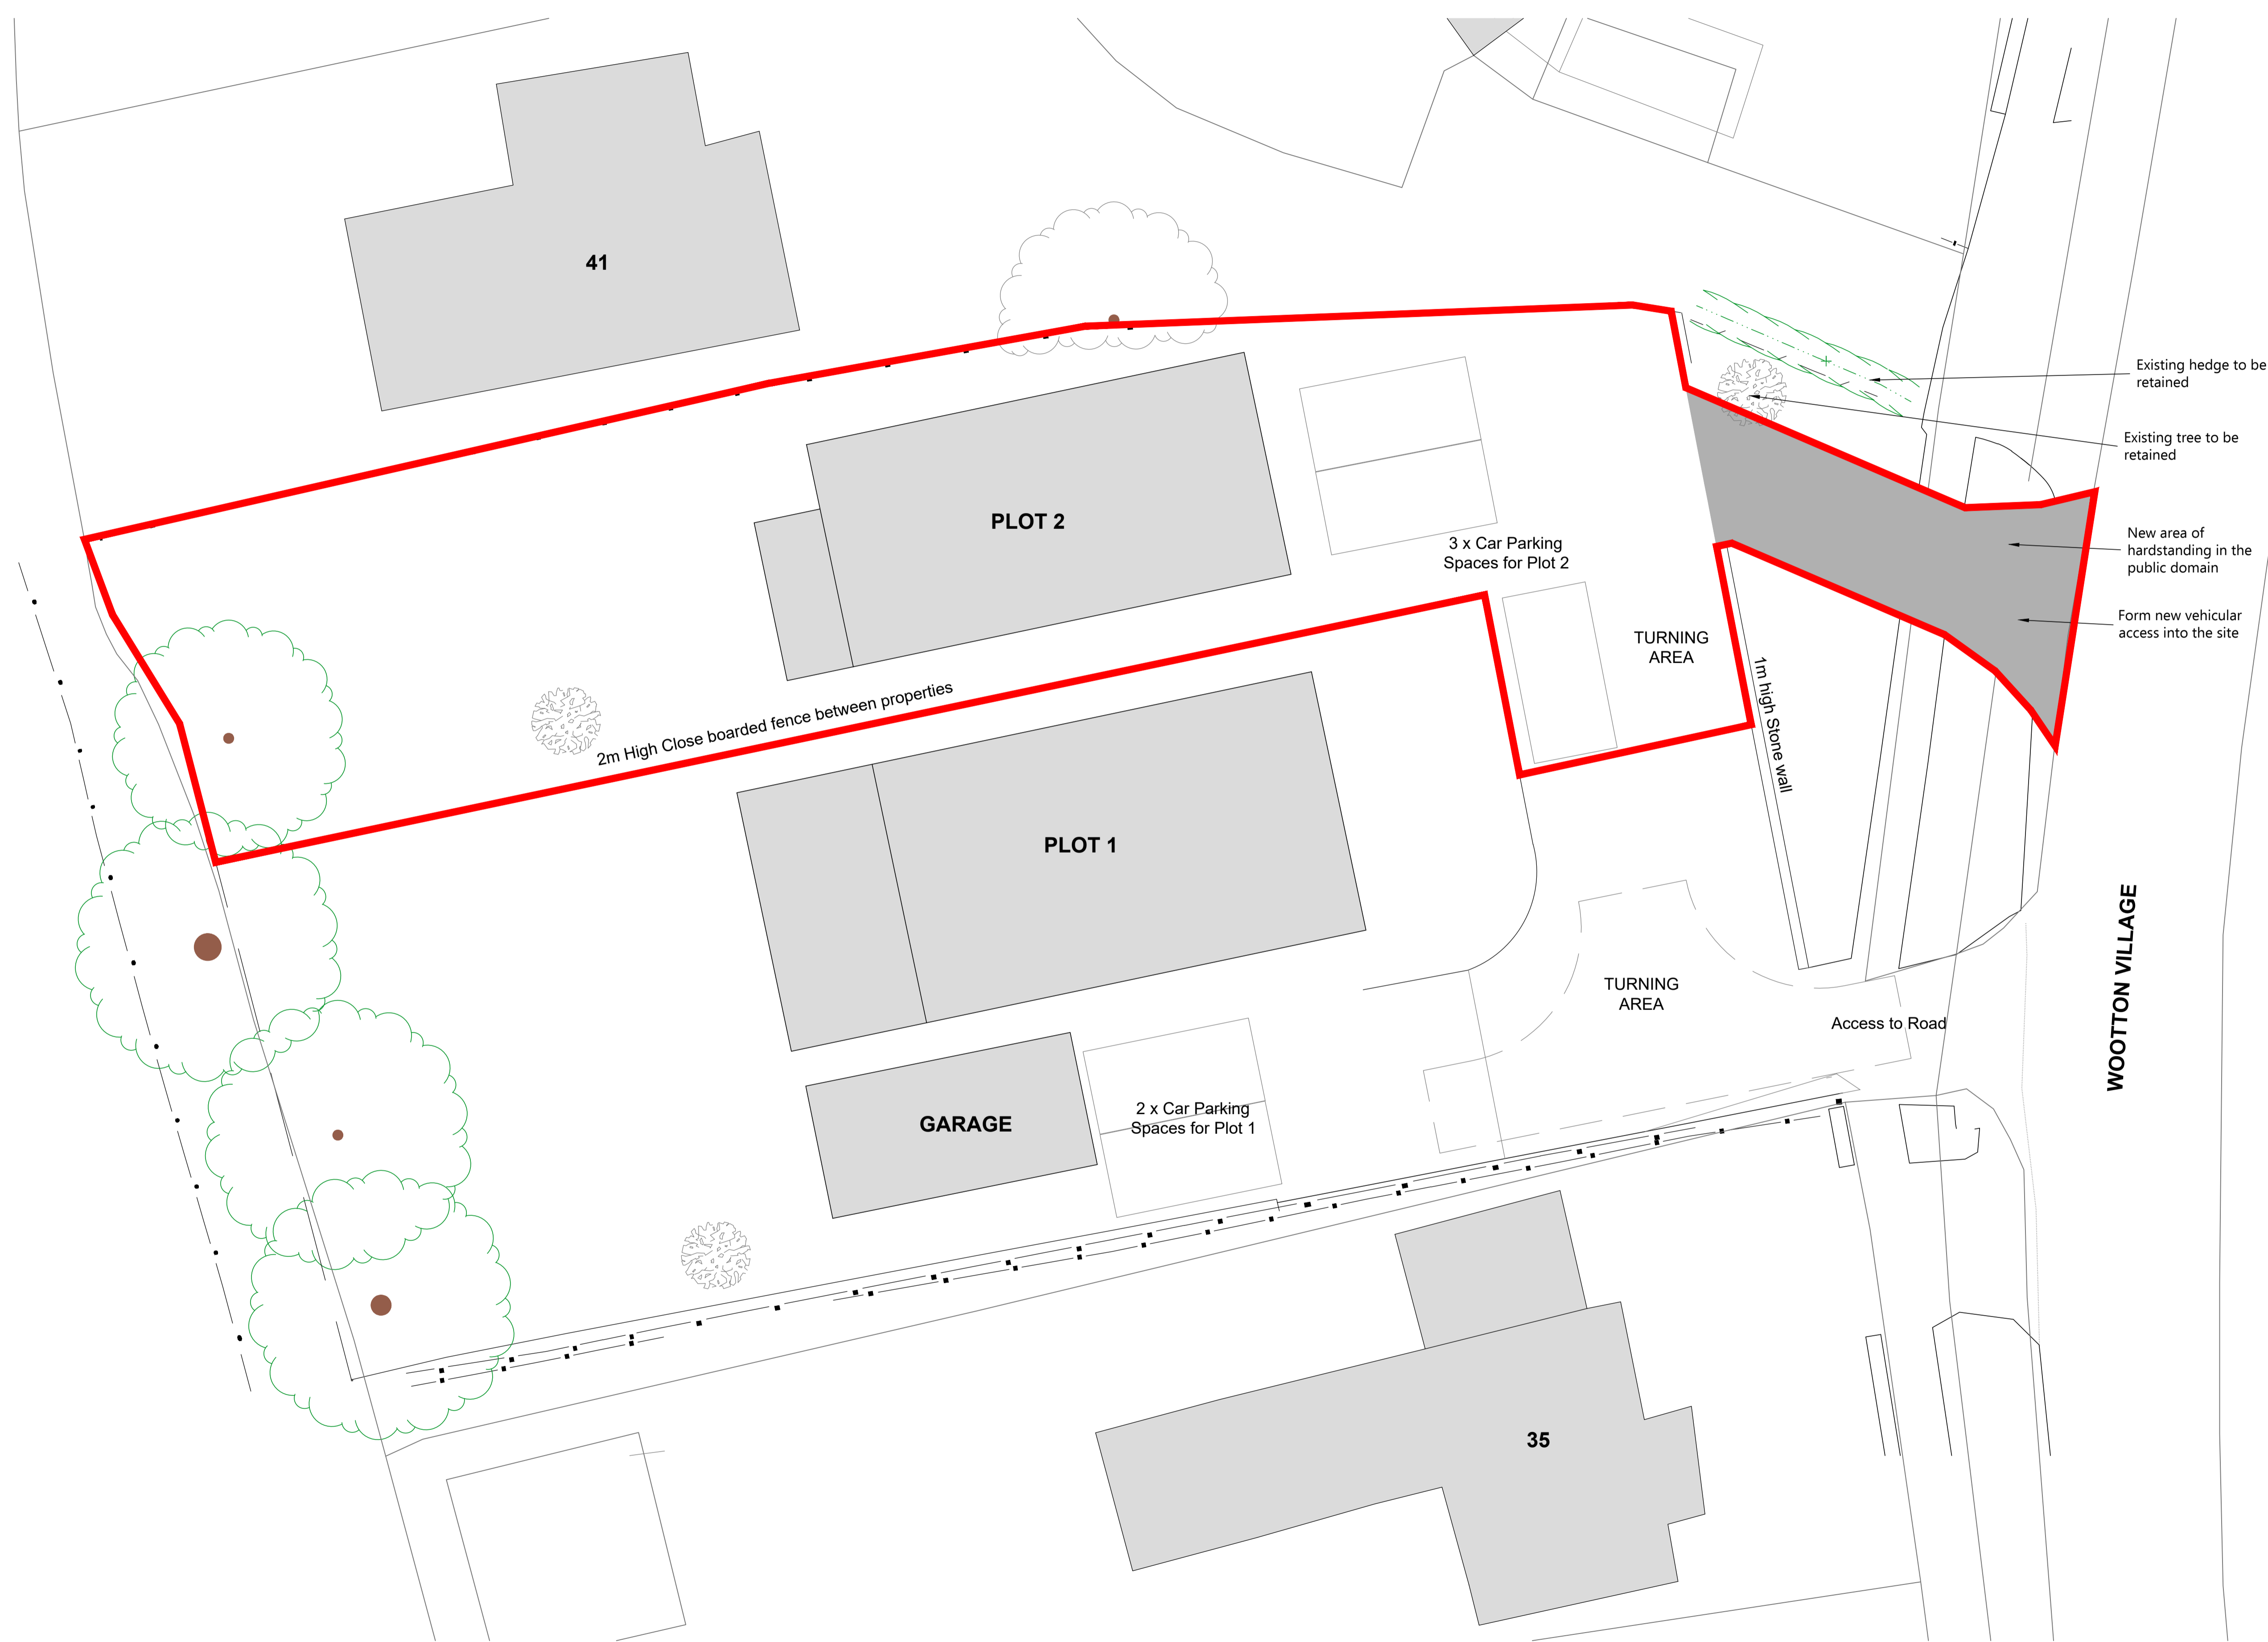 41
Existing hedge to be
retained
Existing tree to be
retained
PLOT 2
3 x Car Parking
Spaces for Plot 2
New area of
hardstanding in the
public domain
Form new vehicular
access into the site
TURNING
AREA
2m High Close boarded fence between properties
1m high Stone wall
PLOT 1
TURNING
AREA
Access to Road
WOOTTON VILLAGE
GARAGE
2 x Car Parking
Spaces for Plot 1
35